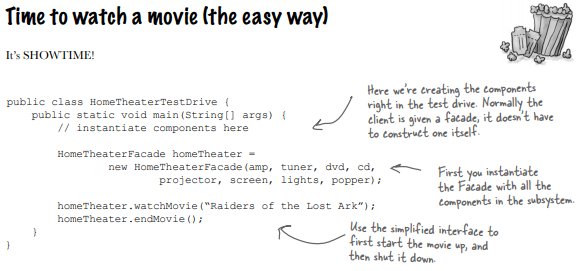 Time to watch a movie (the easy way)
It's SHOWTIME!
public class HomeTheaterTestDrive {
public static void main(String[] args) {
// instantiate components here
HomeTheaterFacade homeTheater =
new HomeTheaterFacade(amp, tuner, dvd, cd,
projector, screen, lights, popper);
homeTheater.watchMovie(“Raiders of the Lost Ark”);
homeTheater.endMovie();
}
}
Here we're creating the components
right in the test drive. Normally the
client is given a facade, it doesn't have
to construct one itself.
First you instantiate
the Facade with all the
components in the subsystem.
Use the simplified interface to
first start the movie up, and
then shut it down.